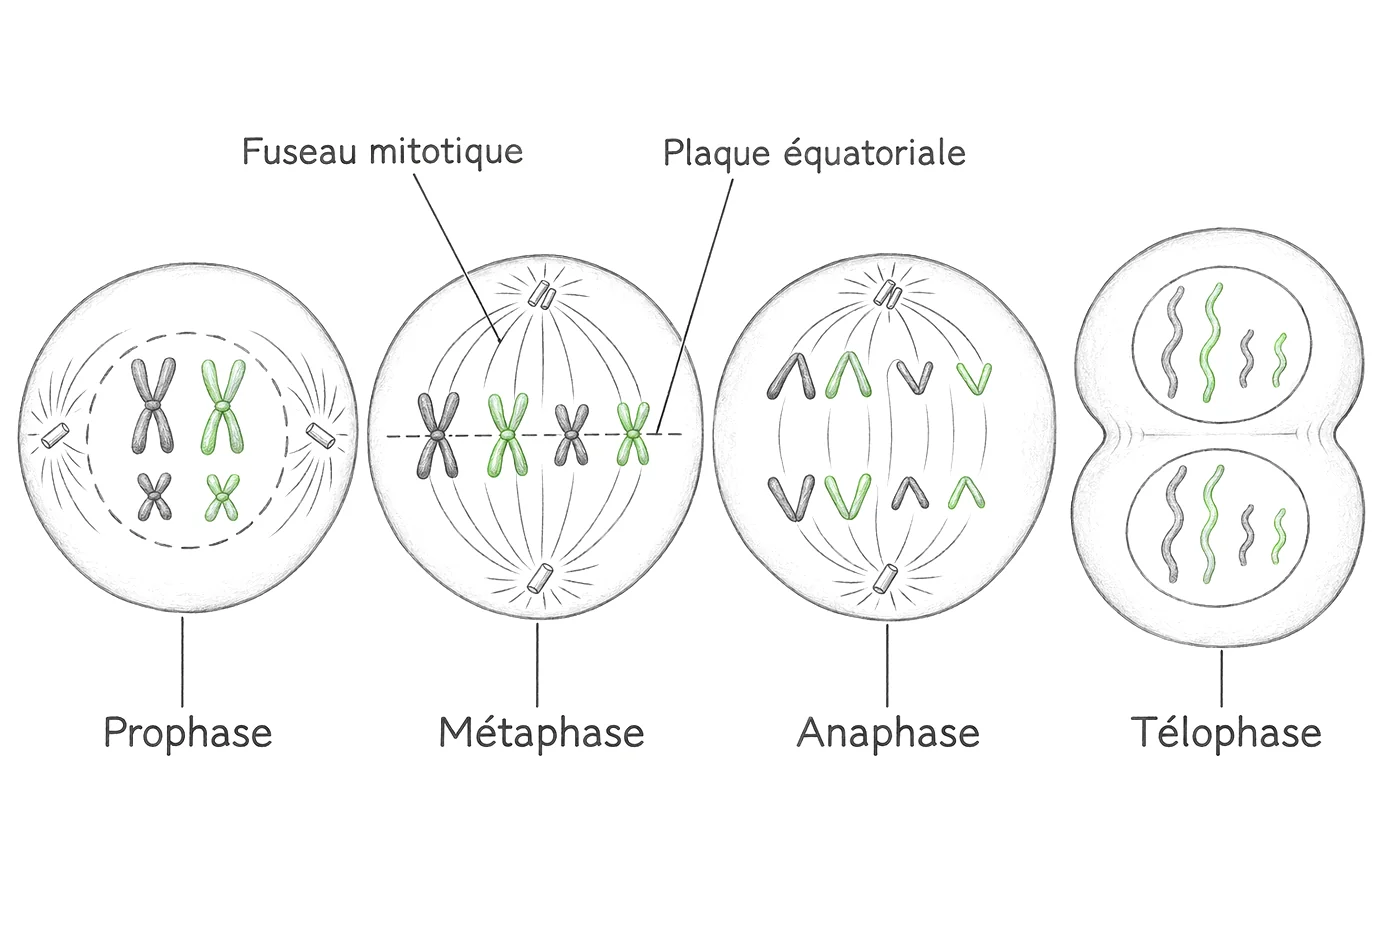 Fuseau mitotique
Plaque équatoriale
Prophase
Métaphase
Anaphase
Télophase